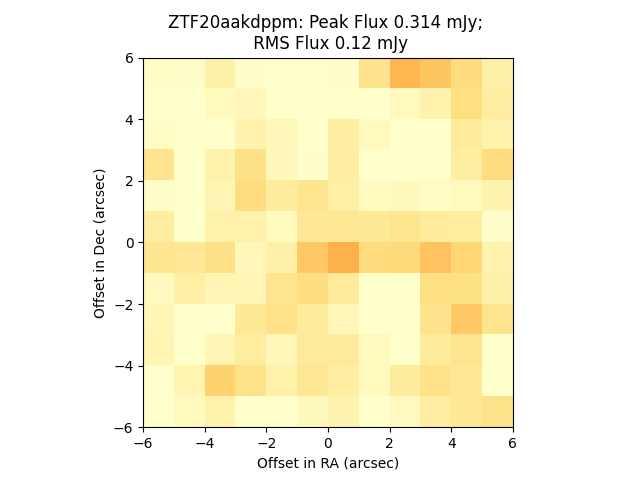 ZTF20aakdppm: Peak Flux 0.314 mJy;
RMS Flux 0.12 mJy
6
4
2
0
−2
−4
−6
Offset in Dec (arcsec)
−6 −4 −2 0 2 4 6
Offset in RA (arcsec)